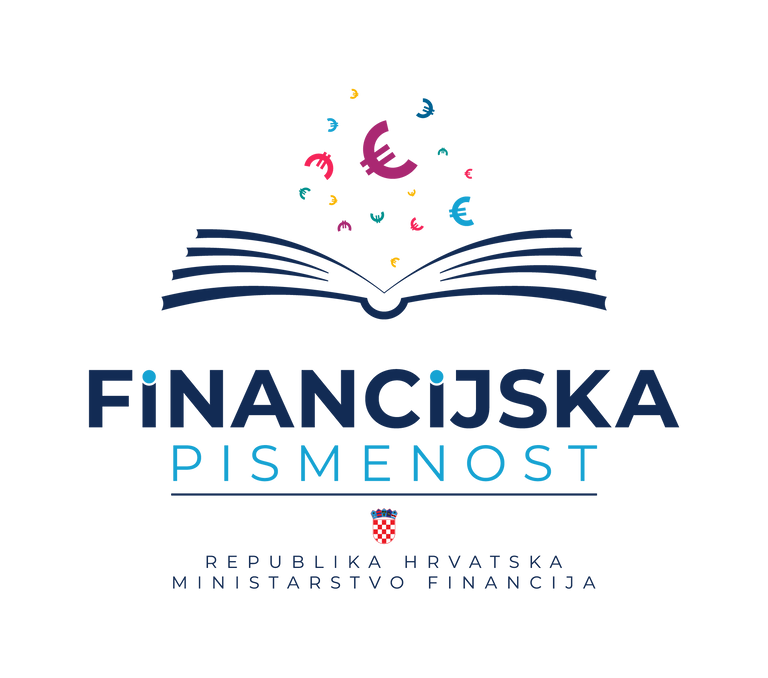 FiNANCiJSKA
PISMENOST
REPUBLIKA HRVATSKA
MINISTARSTVO FINANCIJA